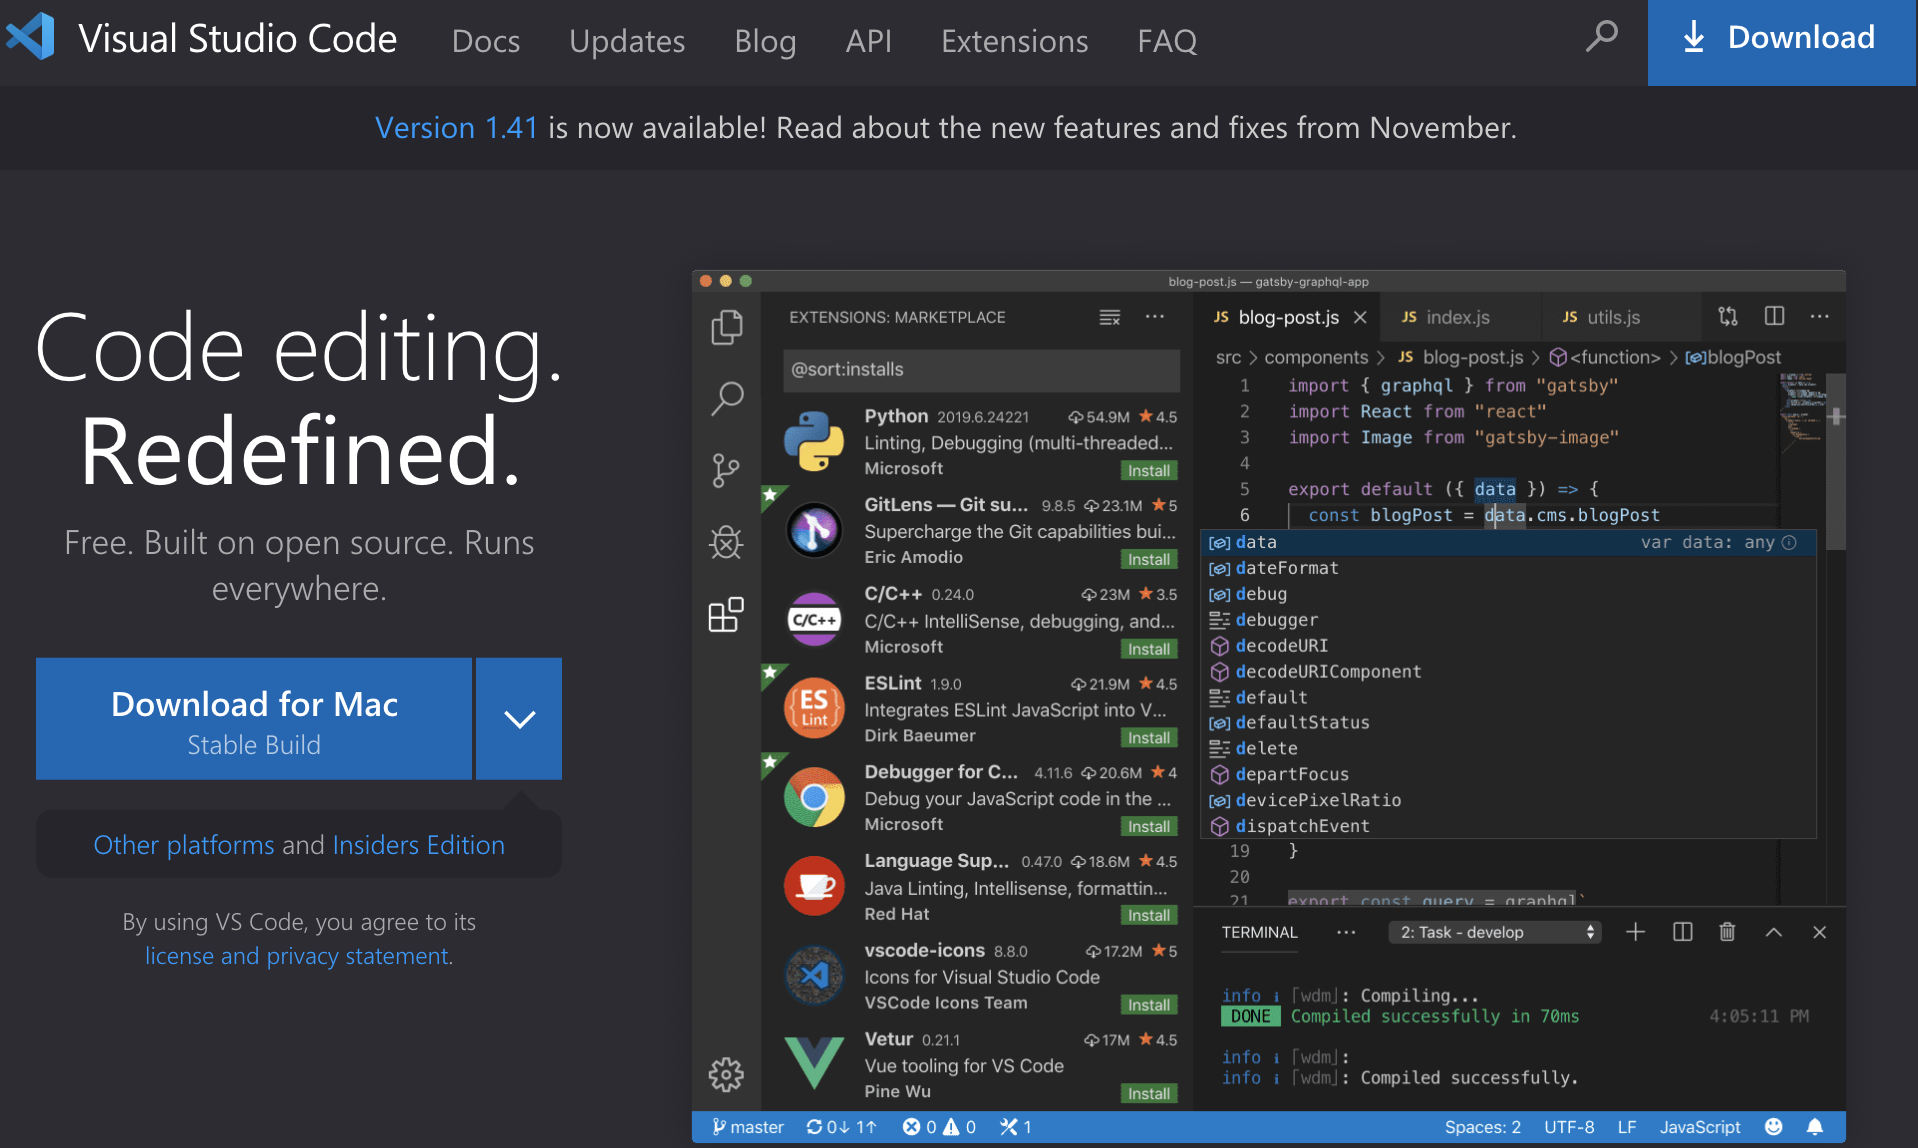 Visual Studio Code Docs Updates Blog API Extensions FAQ Download
Version 1.41 is now available! Read about the new features and fixes from November.
Code editing.
Redefined.
Free. Built on open source. Runs
everywhere.
Download for Mac
Stable Build
Other platforms and Insiders Edition
By using VS Code, you agree to its
license and privacy statement.
blog-post.js — gatsby-graphql-app
EXTENSIONS: MARKETPLACE
@sort:installs
Python 2019.6.24221 54.9M 4.5
Linting, Debugging (multi-threaded...
Microsoft Install
GitLens — Git su... 9.8.5 23.1M 5
Supercharge the Git capabilities bui...
Eric Amodio Install
C/C++
C/C++ 0.24.0 23M 3.5
C/C++ IntelliSense, debugging, and...
Microsoft Install
ES
Lint
ESLint 1.9.0 21.9M 4.5
Integrates ESLint JavaScript into V...
Dirk Baeumer Install
Debugger for C... 4.11.6 20.6M 4
Debug your JavaScript code in the ...
Microsoft Install
Language Sup... 0.47.0 18.6M 4.5
Java Linting, Intellisense, formattin...
Red Hat Install
vscode-icons 8.8.0 17.2M 5
Icons for Visual Studio Code
VSCode Icons Team Install
Vetur 0.21.1 17M 4.5
Vue tooling for VS Code
Pine Wu Install
JS blog-post.js JS index.js JS utils.js
src > components > JS blog-post.js > <function> > blogPost
1 import { graphql } from "gatsby"
2 import React from "react"
3 import Image from "gatsby-image"
4
5 export default ({ data }) => {
6 const blogPost = data.cms.blogPost
data var data: any
dateFormat
debug
debugger
decodeURI
decodeURIComponent
default
defaultStatus
delete
departFocus
devicePixelRatio
dispatchEvent
19 }
20
21 export const query = graphql`
TERMINAL ... 2: Task - develop
info i ｢wdm｣: Compiling...
DONE Compiled successfully in 70ms 4:05:11 PM
info i ｢wdm｣:
info i ｢wdm｣: Compiled successfully.
master 0↓ 1↑ 0 0 1 Spaces: 2 UTF-8 LF JavaScript